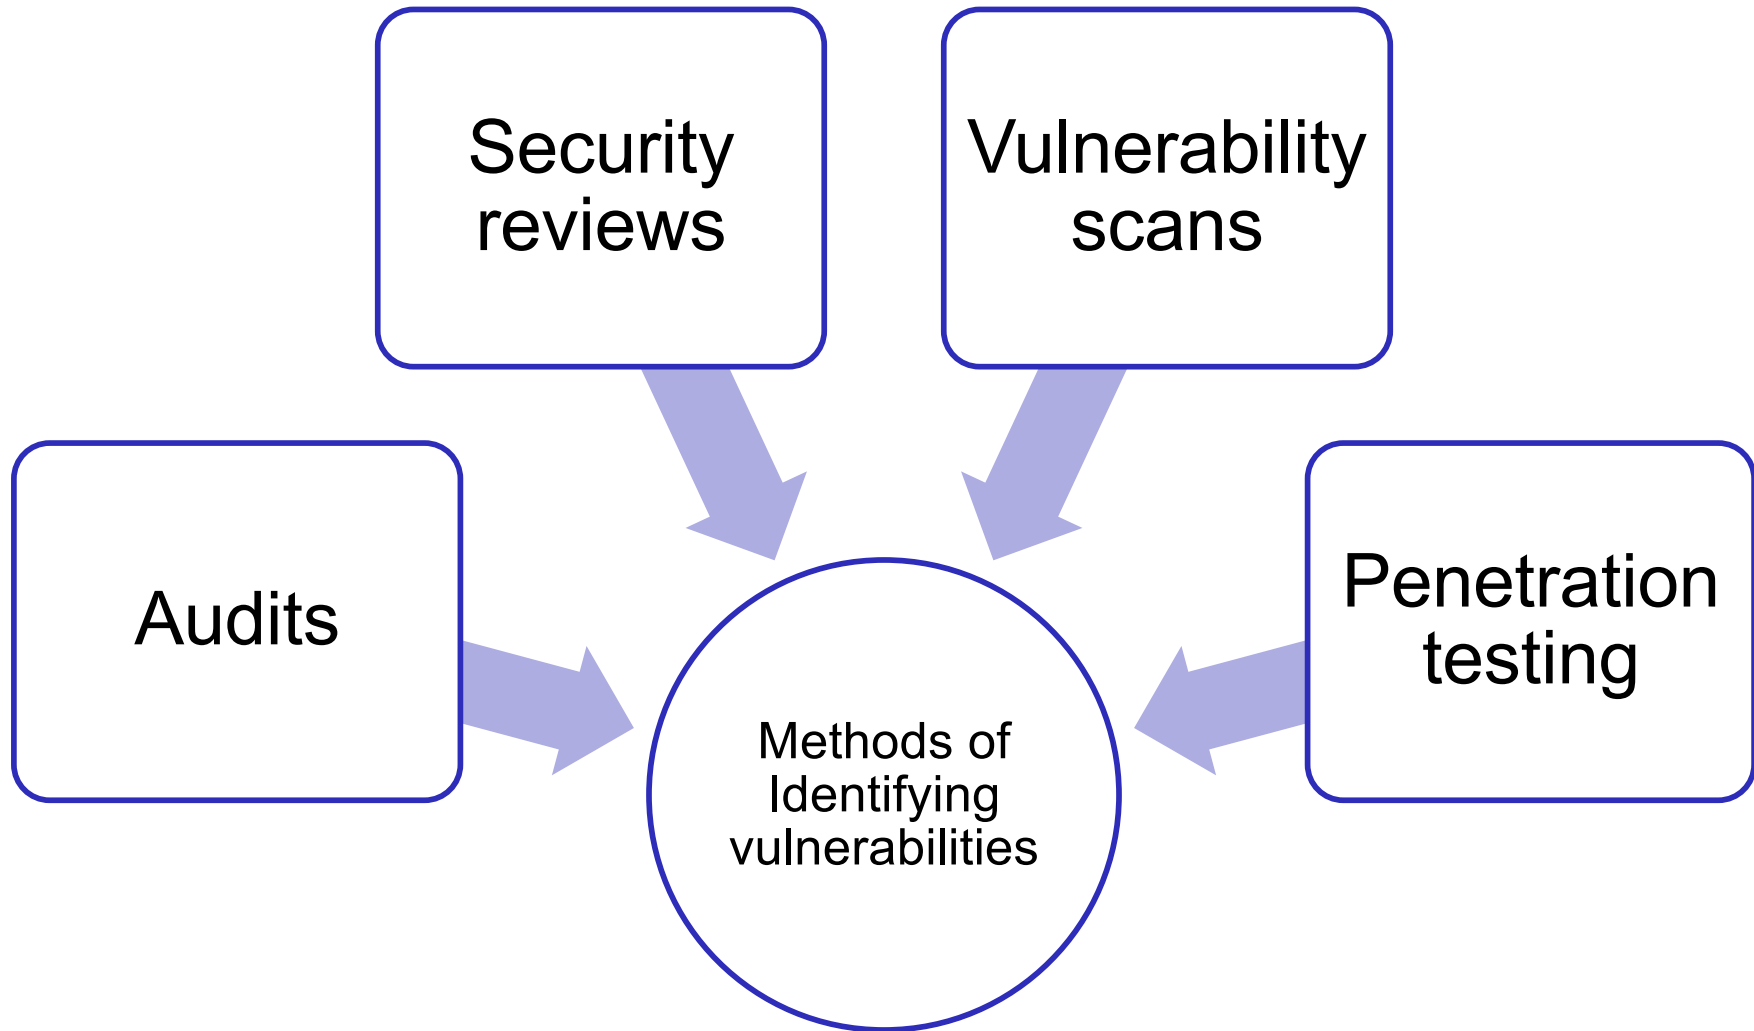 Security
reviews
Vulnerability
scans
Audits
Penetration
testing
Methods of
Identifying
vulnerabilities